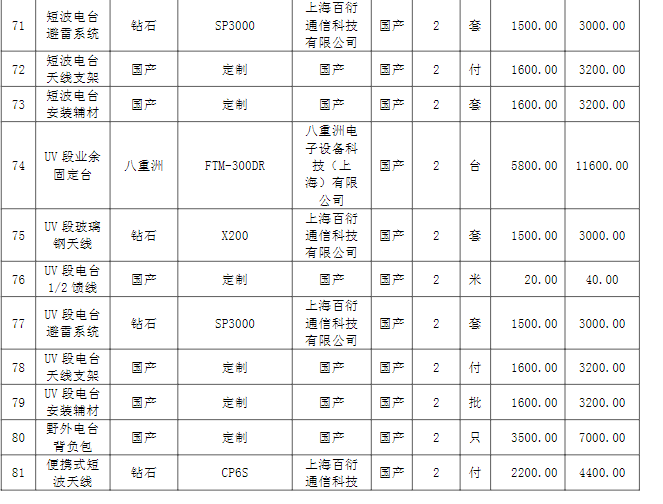 71 短波电台避雷系统 钻石 SP3000 上海百衍通信科技有限公司 国产 2 套 1500.00 3000.00
72 短波电台天线支架 国产 定制 国产 国产 2 付 1600.00 3200.00
73 短波电台安装辅材 国产 定制 国产 国产 2 套 1600.00 3200.00
74 UV段业余固定台 八重洲 FTM-300DR 八重洲电子设备科技（上海）有限公司 国产 2 台 5800.00 11600.00
75 UV段玻璃钢天线 钻石 X200 上海百衍通信科技有限公司 国产 2 套 1500.00 3000.00
76 UV段电台1/2馈线 国产 定制 国产 国产 2 米 20.00 40.00
77 UV段电台避雷系统 钻石 SP3000 上海百衍通信科技有限公司 国产 2 套 1500.00 3000.00
78 UV段电台天线支架 国产 定制 国产 国产 2 付 1600.00 3200.00
79 UV段电台安装辅材 国产 定制 国产 国产 2 批 1600.00 3200.00
80 野外电台背负包 国产 定制 国产 国产 2 只 3500.00 7000.00
81 便携式短波天线 钻石 CP6S 上海百衍通信科技 国产 2 付 2200.00 4400.00